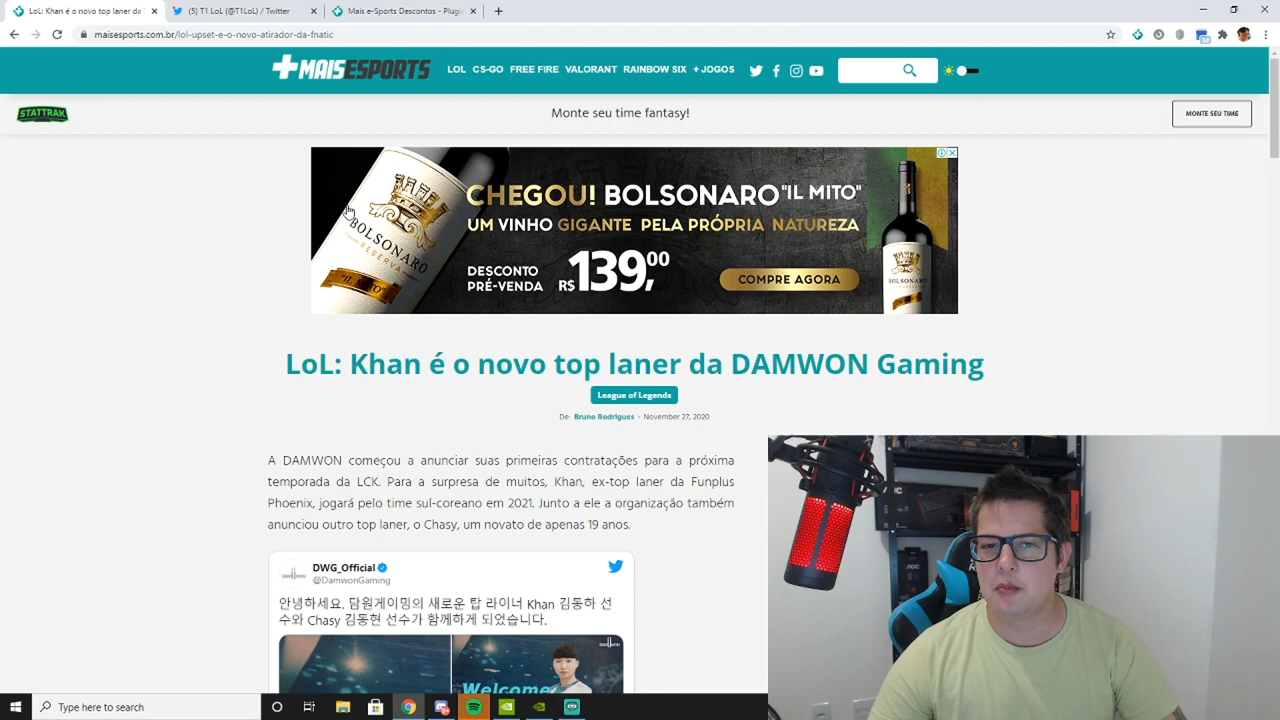 LoL: Khan é o novo top laner da
(5) T1 LoL (@T1LoL) / Twitter
Mais e-Sports Descontos - Plugi
maisesports.com.br/lol-upset-e-o-novo-atirador-da-fnatic
MAISESPORTS
LOL CS-GO FREE FIRE VALORANT RAINBOW SIX + JOGOS
STATTRAK
Monte seu time fantasy!
MONTE SEU TIME
BOLSONARO
RESERVA
"IL MITO"
CHEGOU! BOLSONARO "IL MITO"
UM VINHO GIGANTE PELA PRÓPRIA NATUREZA
DESCONTO
PRÉ-VENDA
R$139,00
COMPRE AGORA
BOLSONARO
LoL: Khan é o novo top laner da DAMWON Gaming
League of Legends
De: Bruno Rodrigues - November 27, 2020
A DAMWON começou a anunciar suas primeiras contratações para a próxima
temporada da LCK. Para a surpresa de muitos, Khan, ex-top laner da Funplus
Phoenix, jogará pelo time sul-coreano em 2021. Junto a ele a organização também
anunciou outro top laner, o Chasy, um novato de apenas 19 anos.
DWG_Official
@DamwonGaming
안녕하세요. 담원게이밍의 새로운 탑 라이너 Khan 김동하 선
수와 Chasy 김동현 선수가 함께하게 되었습니다.
Welcome
AOC
Type here to search